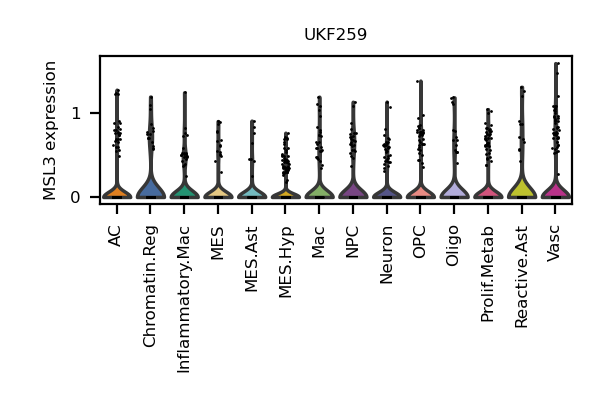 UKF259
MSL3 expression
1
0
AC
Chromatin.Reg
Inflammatory.Mac
MES
MES.Ast
MES.Hyp
Mac
NPC
Neuron
OPC
Oligo
Prolif.Metab
Reactive.Ast
Vasc